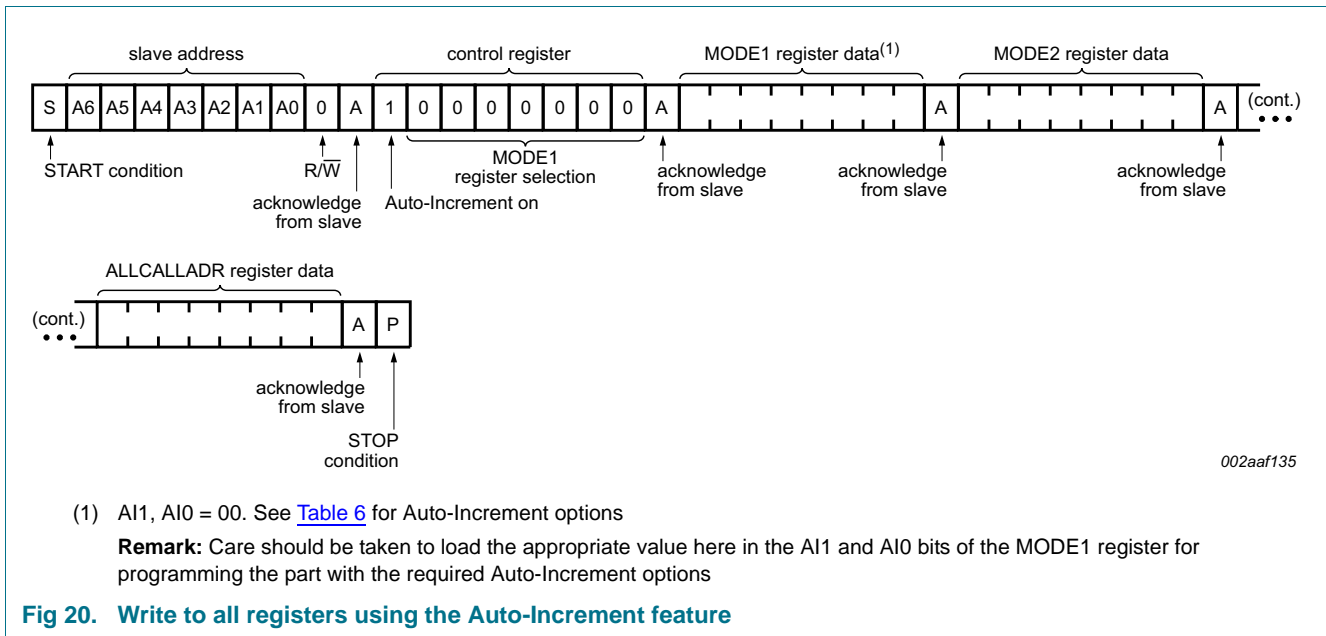 slave address control register MODE1 register data(1) MODE2 register data
S A6 A5 A4 A3 A2 A1 A0 0 A 1 0 0 0 0 0 0 0 A A A (cont.)
START condition R/W̅ MODE1 acknowledge acknowledge acknowledge
register selection from slave from slave from slave
acknowledge Auto-Increment on
from slave
ALLCALLADR register data
(cont.) A P
acknowledge
from slave
STOP
condition
002aaf135
(1) AI1, AI0 = 00. See Table 6 for Auto-Increment options
Remark: Care should be taken to load the appropriate value here in the AI1 and AI0 bits of the MODE1 register for
programming the part with the required Auto-Increment options
Fig 20. Write to all registers using the Auto-Increment feature